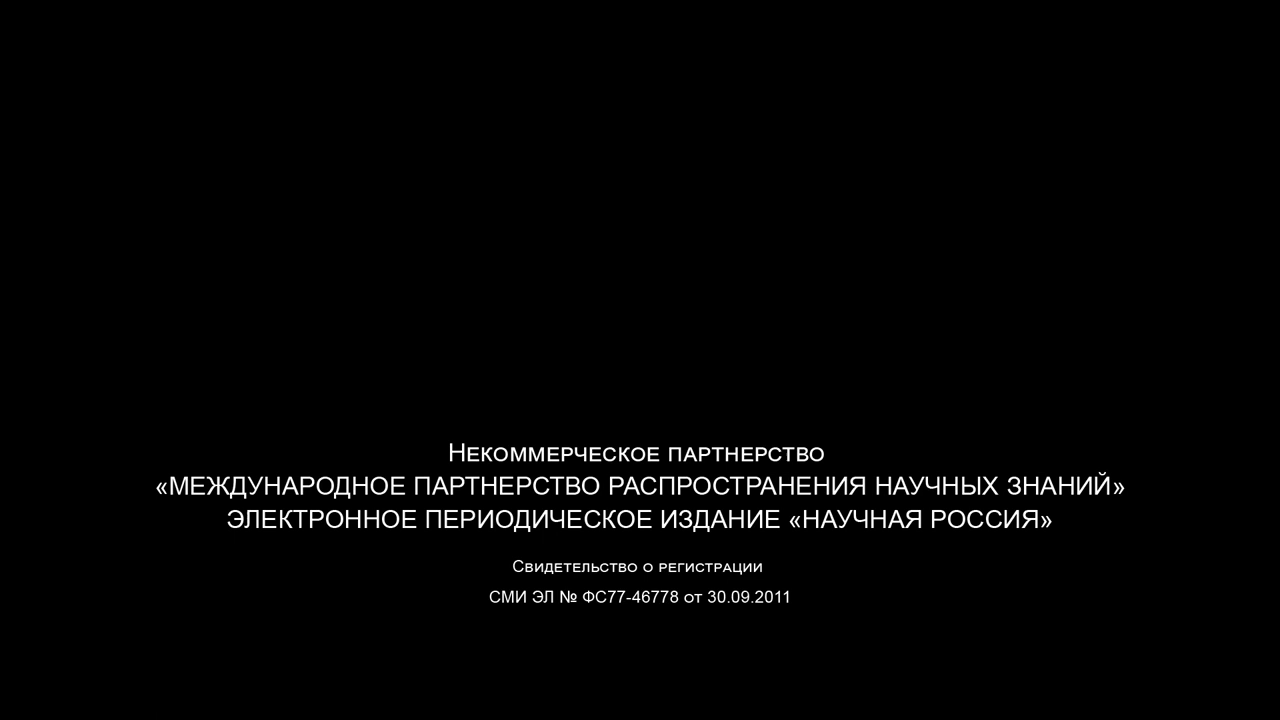 Некоммерческое партнерство
«МЕЖДУНАРОДНОЕ ПАРТНЕРСТВО РАСПРОСТРАНЕНИЯ НАУЧНЫХ ЗНАНИЙ»
ЭЛЕКТРОННОЕ ПЕРИОДИЧЕСКОЕ ИЗДАНИЕ «НАУЧНАЯ РОССИЯ»
Свидетельство о регистрации
СМИ ЭЛ № ФС77-46778 от 30.09.2011